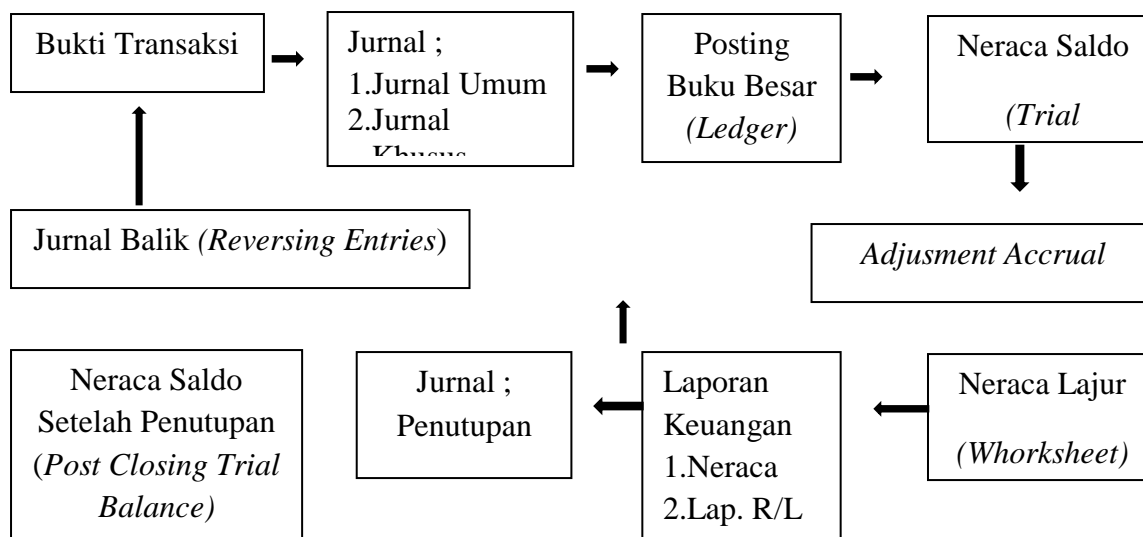 Bukti Transaksi
Jurnal ;
1.Jurnal Umum
2.Jurnal
Khusus
Posting
Buku Besar
(Ledger)
Neraca Saldo
(Trial
Jurnal Balik (Reversing Entries)
Adjusment Accrual
Neraca Saldo
Setelah Penutupan
(Post Closing Trial
Balance)
Jurnal ;
Penutupan
Laporan
Keuangan
1.Neraca
2.Lap. R/L
Neraca Lajur
(Whorksheet)